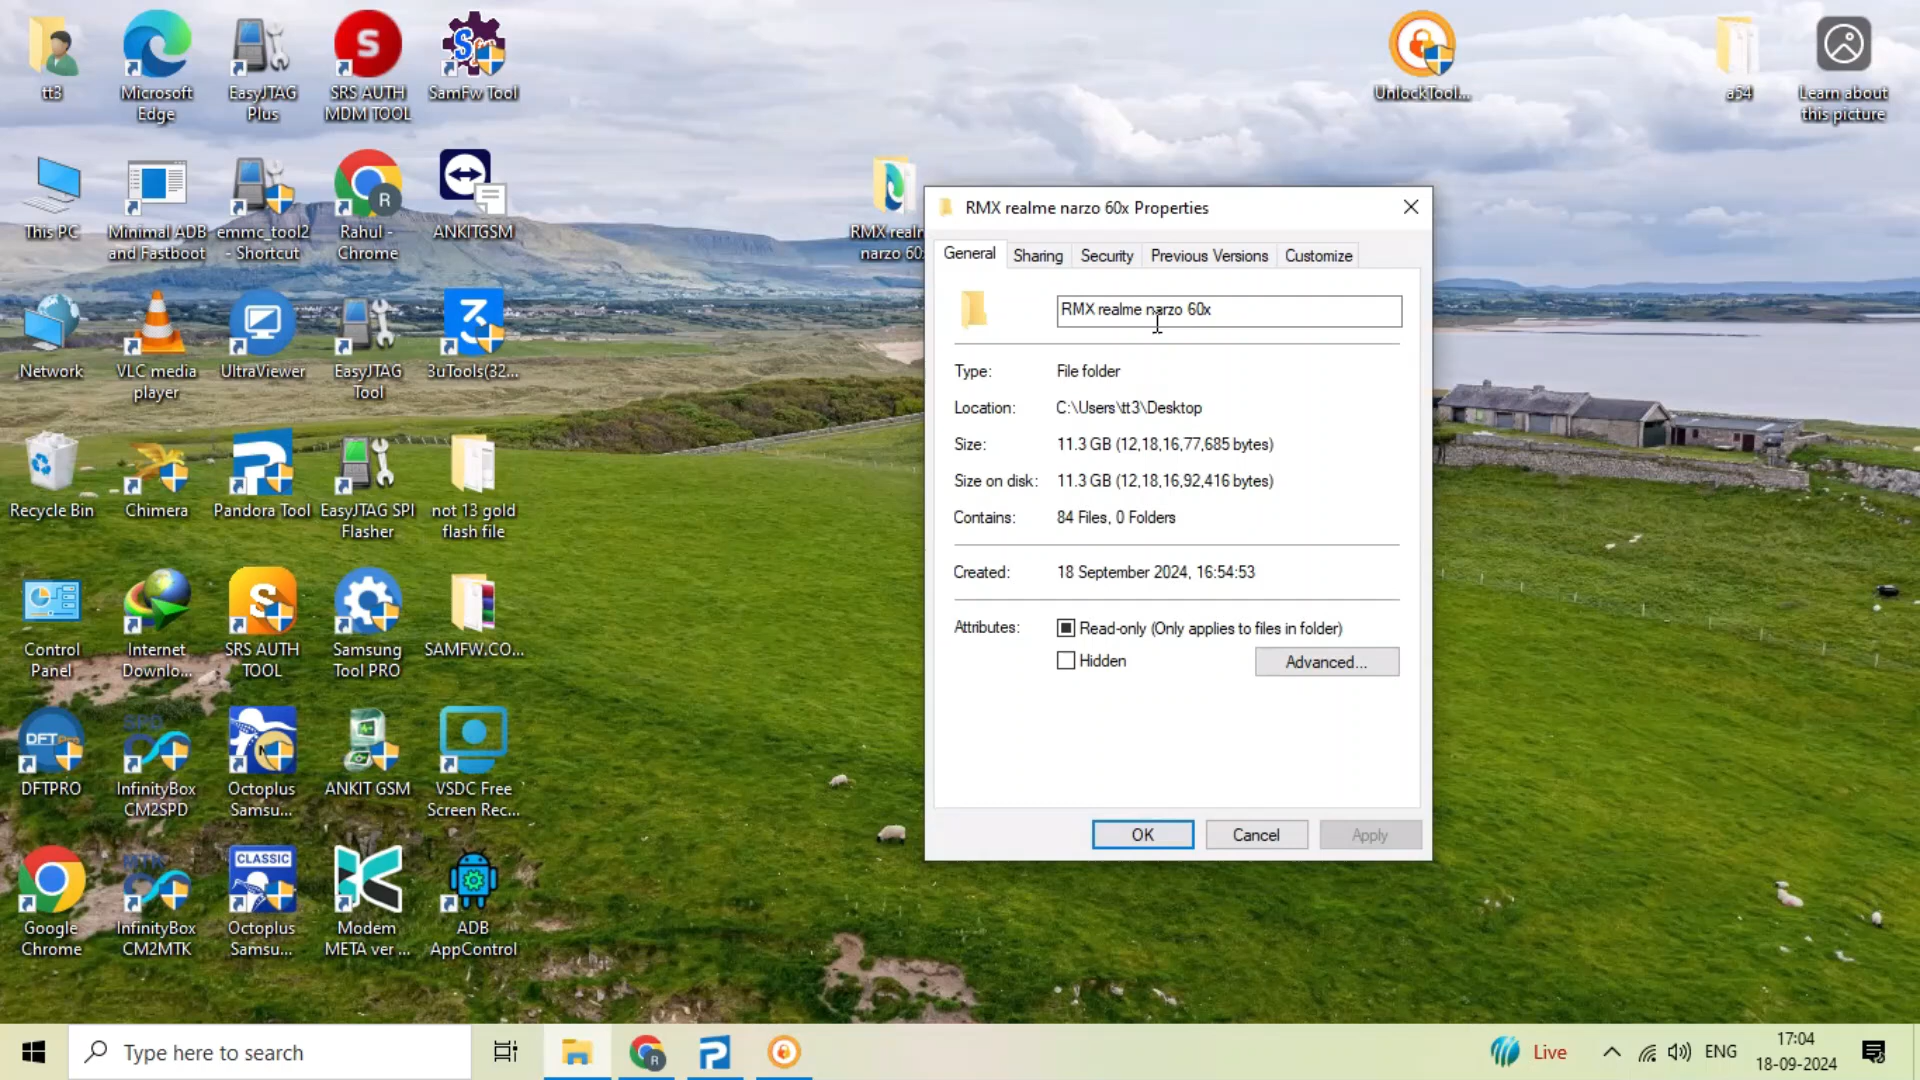 tt3
Microsoft
Edge
EasyJTAG
Plus
SRS AUTH
MDM TOOL
SamFw Tool
UnlockTool...
a54
Learn about
this picture
This PC
Minimal ADB
and Fastboot
emmc_tool2
- Shortcut
Rahul -
Chrome
ANKITGSM
RMX realm
narzo 60x
Network
VLC media
player
UltraViewer
EasyJTAG
Tool
3uTools(32...
Recycle Bin
Chimera
Pandora Tool
EasyJTAG SPI
Flasher
not 13 gold
flash file
Control
Panel
Internet
Downlo...
SRS AUTH
TOOL
Samsung
Tool PRO
SAMFW.CO...
DFTPRO
InfinityBox
CM2SPD
Octoplus
Samsu...
ANKIT GSM
VSDC Free
Screen Rec...
CLASSIC
Google
Chrome
InfinityBox
CM2MTK
Octoplus
Samsu...
Modem
META ver ...
ADB
AppControl
RMX realme narzo 60x Properties
General Sharing Security Previous Versions Customize
RMX realme narzo 60x
Type: File folder
Location: C:\Users\tt3\Desktop
Size: 11.3 GB (12,18,16,77,685 bytes)
Size on disk: 11.3 GB (12,18,16,92,416 bytes)
Contains: 84 Files, 0 Folders
Created: 18 September 2024, 16:54:53
Attributes: Read-only (Only applies to files in folder)
Hidden Advanced...
OK Cancel Apply
Type here to search
Live
ENG
17:04
18-09-2024